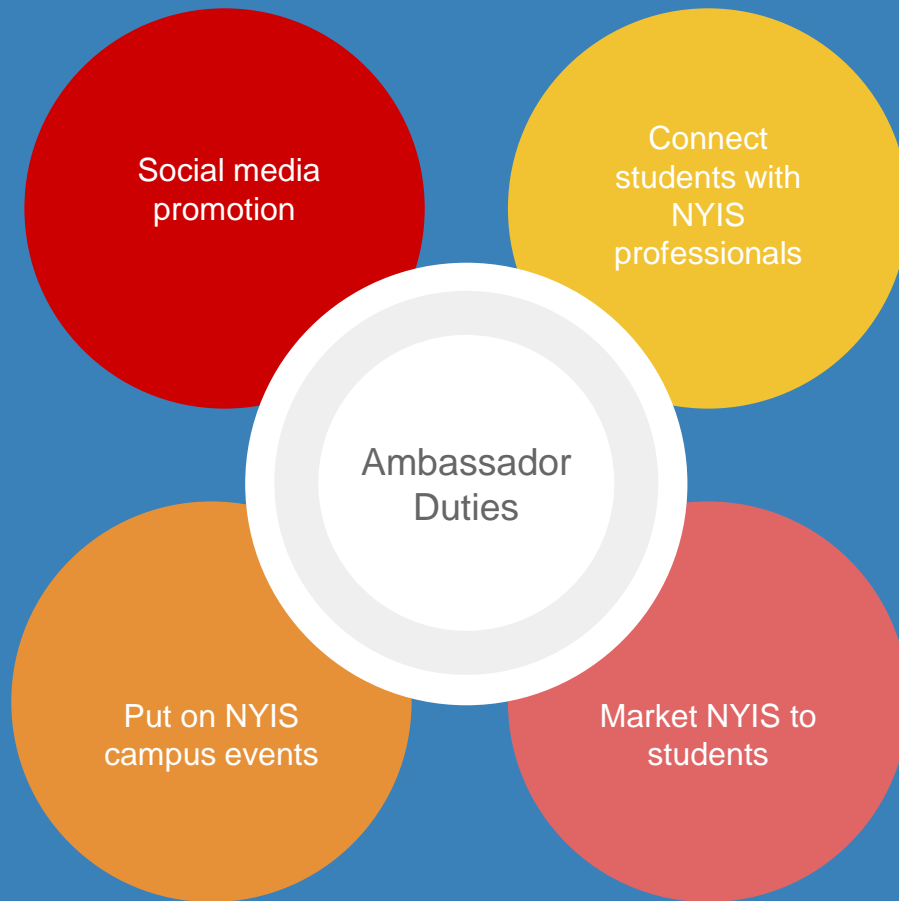 Social media
promotion
Connect
students with
NYIS
professionals
Ambassador
Duties
Put on NYIS
campus events
Market NYIS to
students